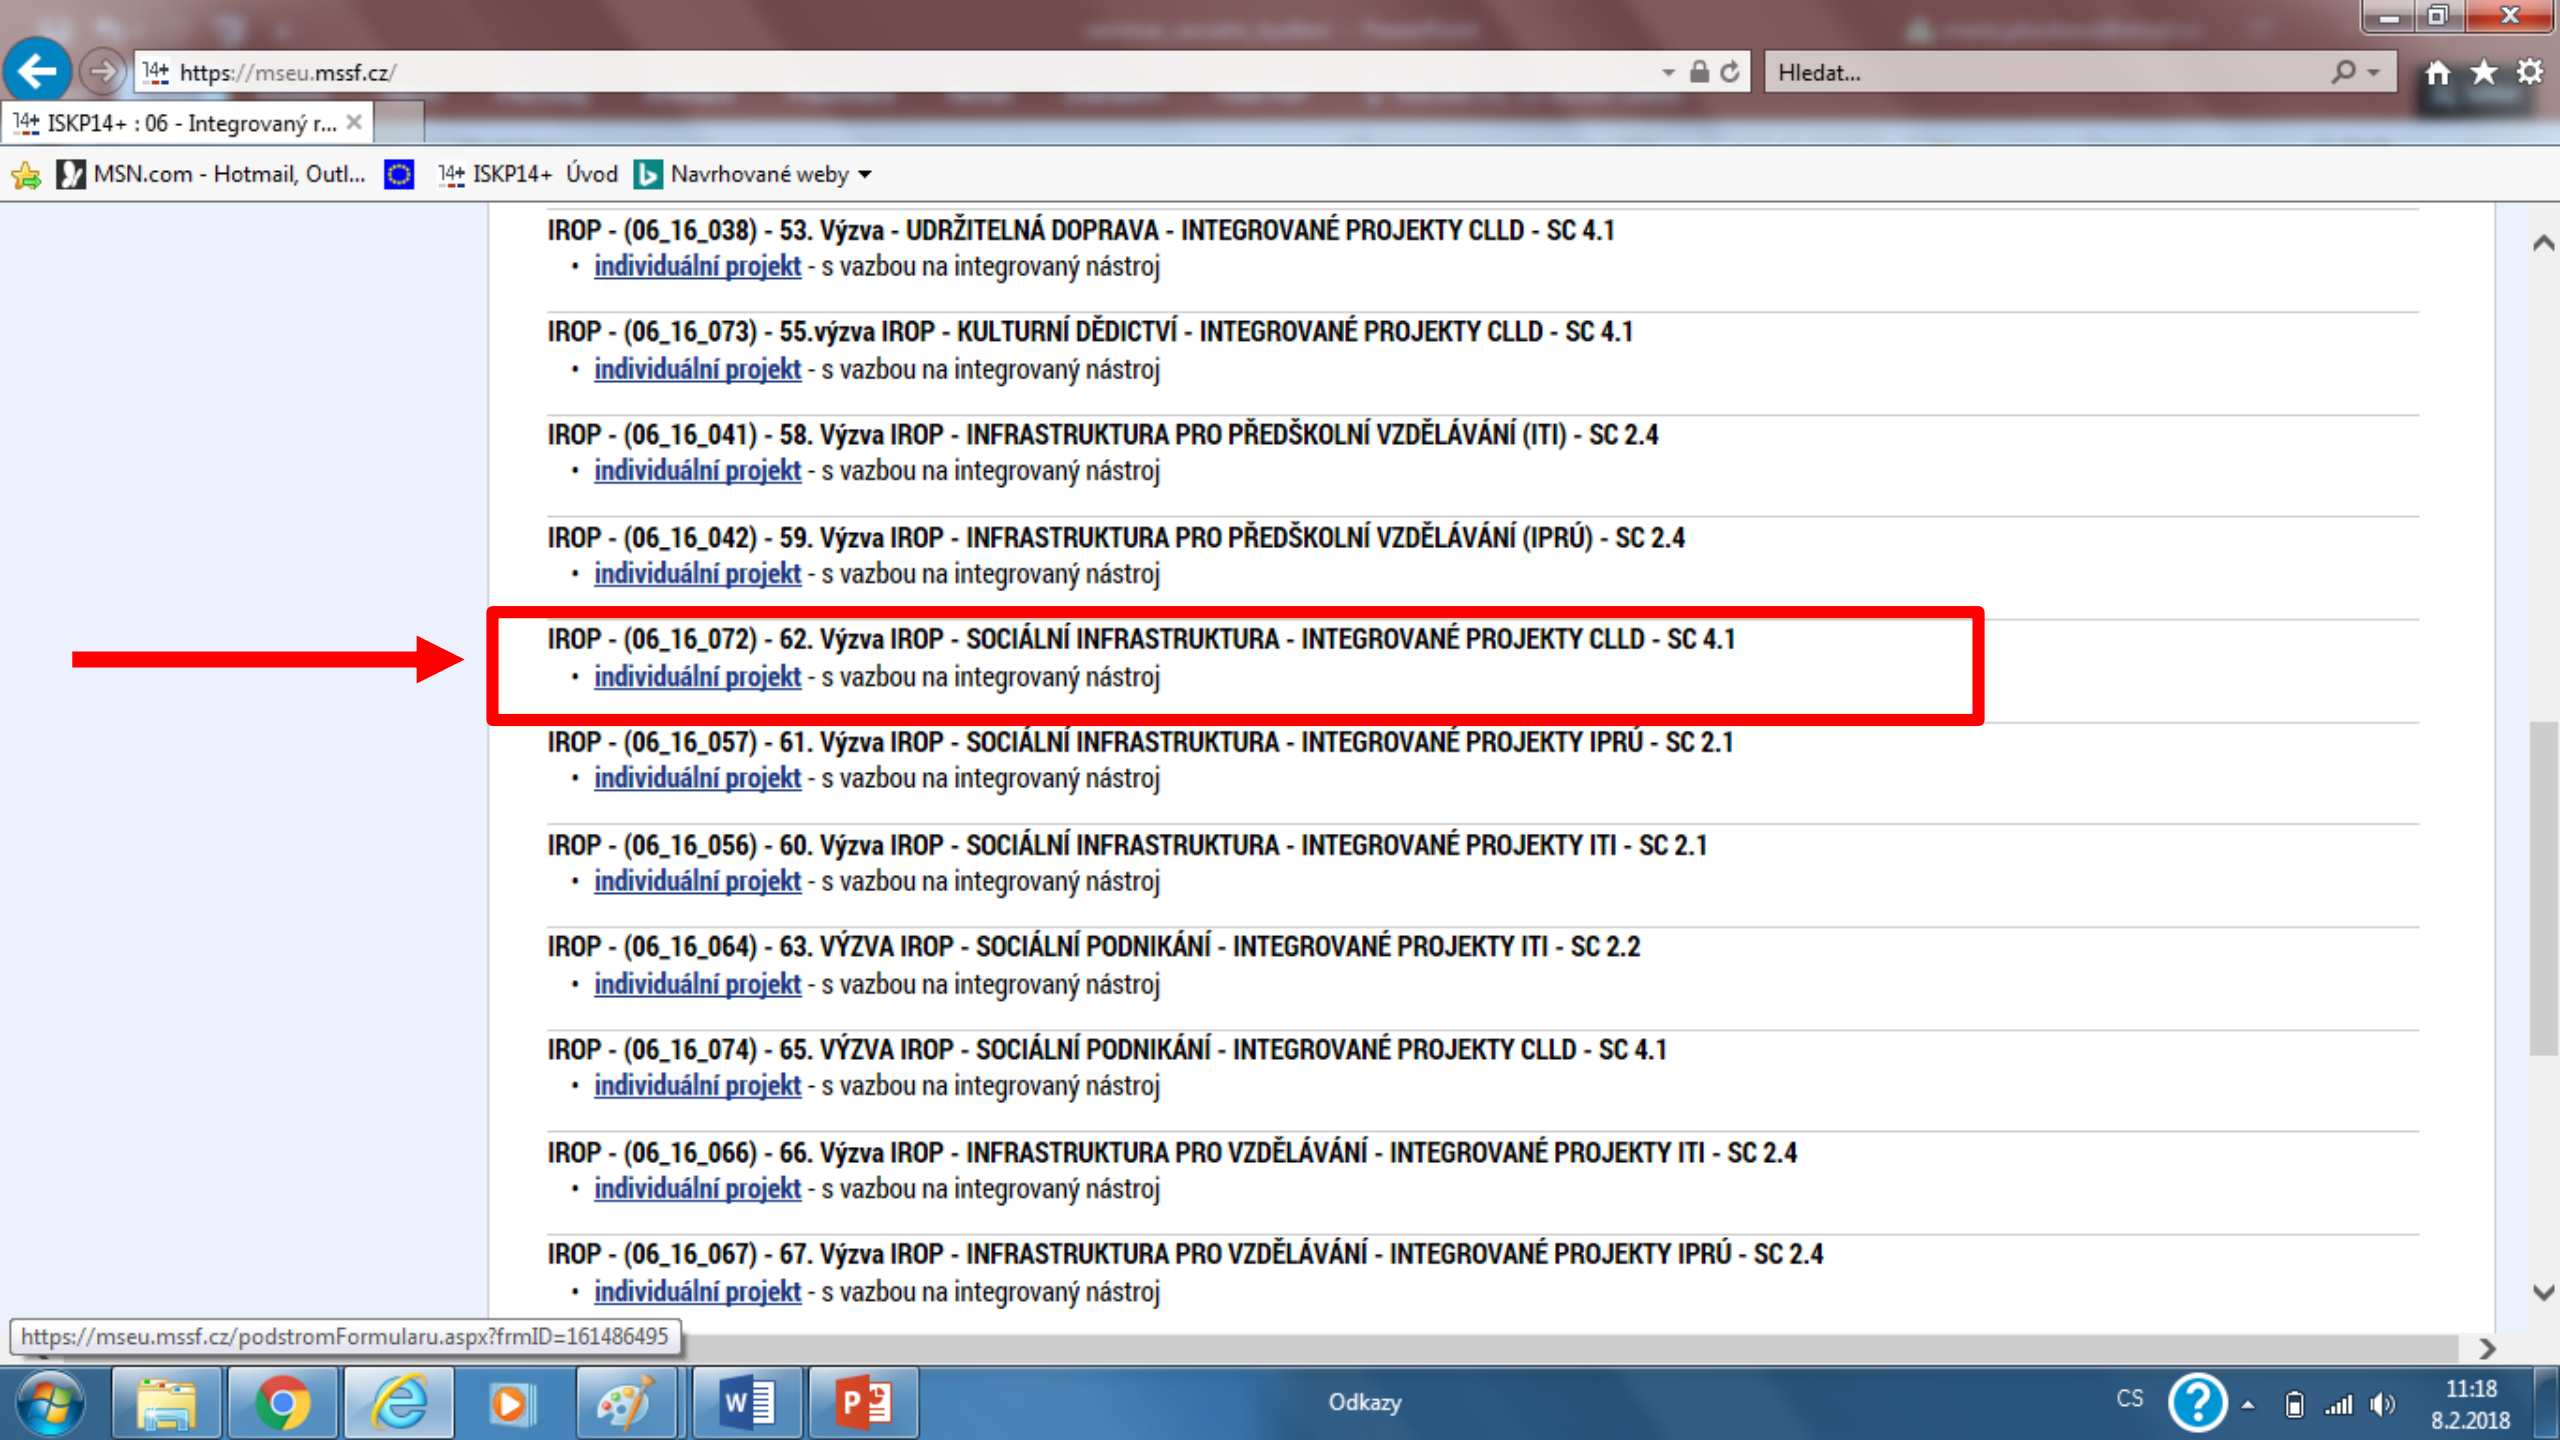 https://mseu.mssf.cz/
Hledat...
14+ ISKP14+ : 06 - Integrovaný r...
MSN.com - Hotmail, Outl... 14+ ISKP14+ Úvod Navrhované weby
IROP - (06_16_038) - 53. Výzva - UDRŽITELNÁ DOPRAVA - INTEGROVANÉ PROJEKTY CLLD - SC 4.1
• individuální projekt - s vazbou na integrovaný nástroj
IROP - (06_16_073) - 55.výzva IROP - KULTURNÍ DĚDICTVÍ - INTEGROVANÉ PROJEKTY CLLD - SC 4.1
• individuální projekt - s vazbou na integrovaný nástroj
IROP - (06_16_041) - 58. Výzva IROP - INFRASTRUKTURA PRO PŘEDŠKOLNÍ VZDĚLÁVÁNÍ (ITI) - SC 2.4
• individuální projekt - s vazbou na integrovaný nástroj
IROP - (06_16_042) - 59. Výzva IROP - INFRASTRUKTURA PRO PŘEDŠKOLNÍ VZDĚLÁVÁNÍ (IPRÚ) - SC 2.4
• individuální projekt - s vazbou na integrovaný nástroj
IROP - (06_16_072) - 62. Výzva IROP - SOCIÁLNÍ INFRASTRUKTURA - INTEGROVANÉ PROJEKTY CLLD - SC 4.1
• individuální projekt - s vazbou na integrovaný nástroj
IROP - (06_16_057) - 61. Výzva IROP - SOCIÁLNÍ INFRASTRUKTURA - INTEGROVANÉ PROJEKTY IPRÚ - SC 2.1
• individuální projekt - s vazbou na integrovaný nástroj
IROP - (06_16_056) - 60. Výzva IROP - SOCIÁLNÍ INFRASTRUKTURA - INTEGROVANÉ PROJEKTY ITI - SC 2.1
• individuální projekt - s vazbou na integrovaný nástroj
IROP - (06_16_064) - 63. VÝZVA IROP - SOCIÁLNÍ PODNIKÁNÍ - INTEGROVANÉ PROJEKTY ITI - SC 2.2
• individuální projekt - s vazbou na integrovaný nástroj
IROP - (06_16_074) - 65. VÝZVA IROP - SOCIÁLNÍ PODNIKÁNÍ - INTEGROVANÉ PROJEKTY CLLD - SC 4.1
• individuální projekt - s vazbou na integrovaný nástroj
IROP - (06_16_066) - 66. Výzva IROP - INFRASTRUKTURA PRO VZDĚLÁVÁNÍ - INTEGROVANÉ PROJEKTY ITI - SC 2.4
• individuální projekt - s vazbou na integrovaný nástroj
IROP - (06_16_067) - 67. Výzva IROP - INFRASTRUKTURA PRO VZDĚLÁVÁNÍ - INTEGROVANÉ PROJEKTY IPRÚ - SC 2.4
• individuální projekt - s vazbou na integrovaný nástroj
https://mseu.mssf.cz/podstromFormularu.aspx?frmID=161486495
Odkazy
CS
11:18
8.2.2018